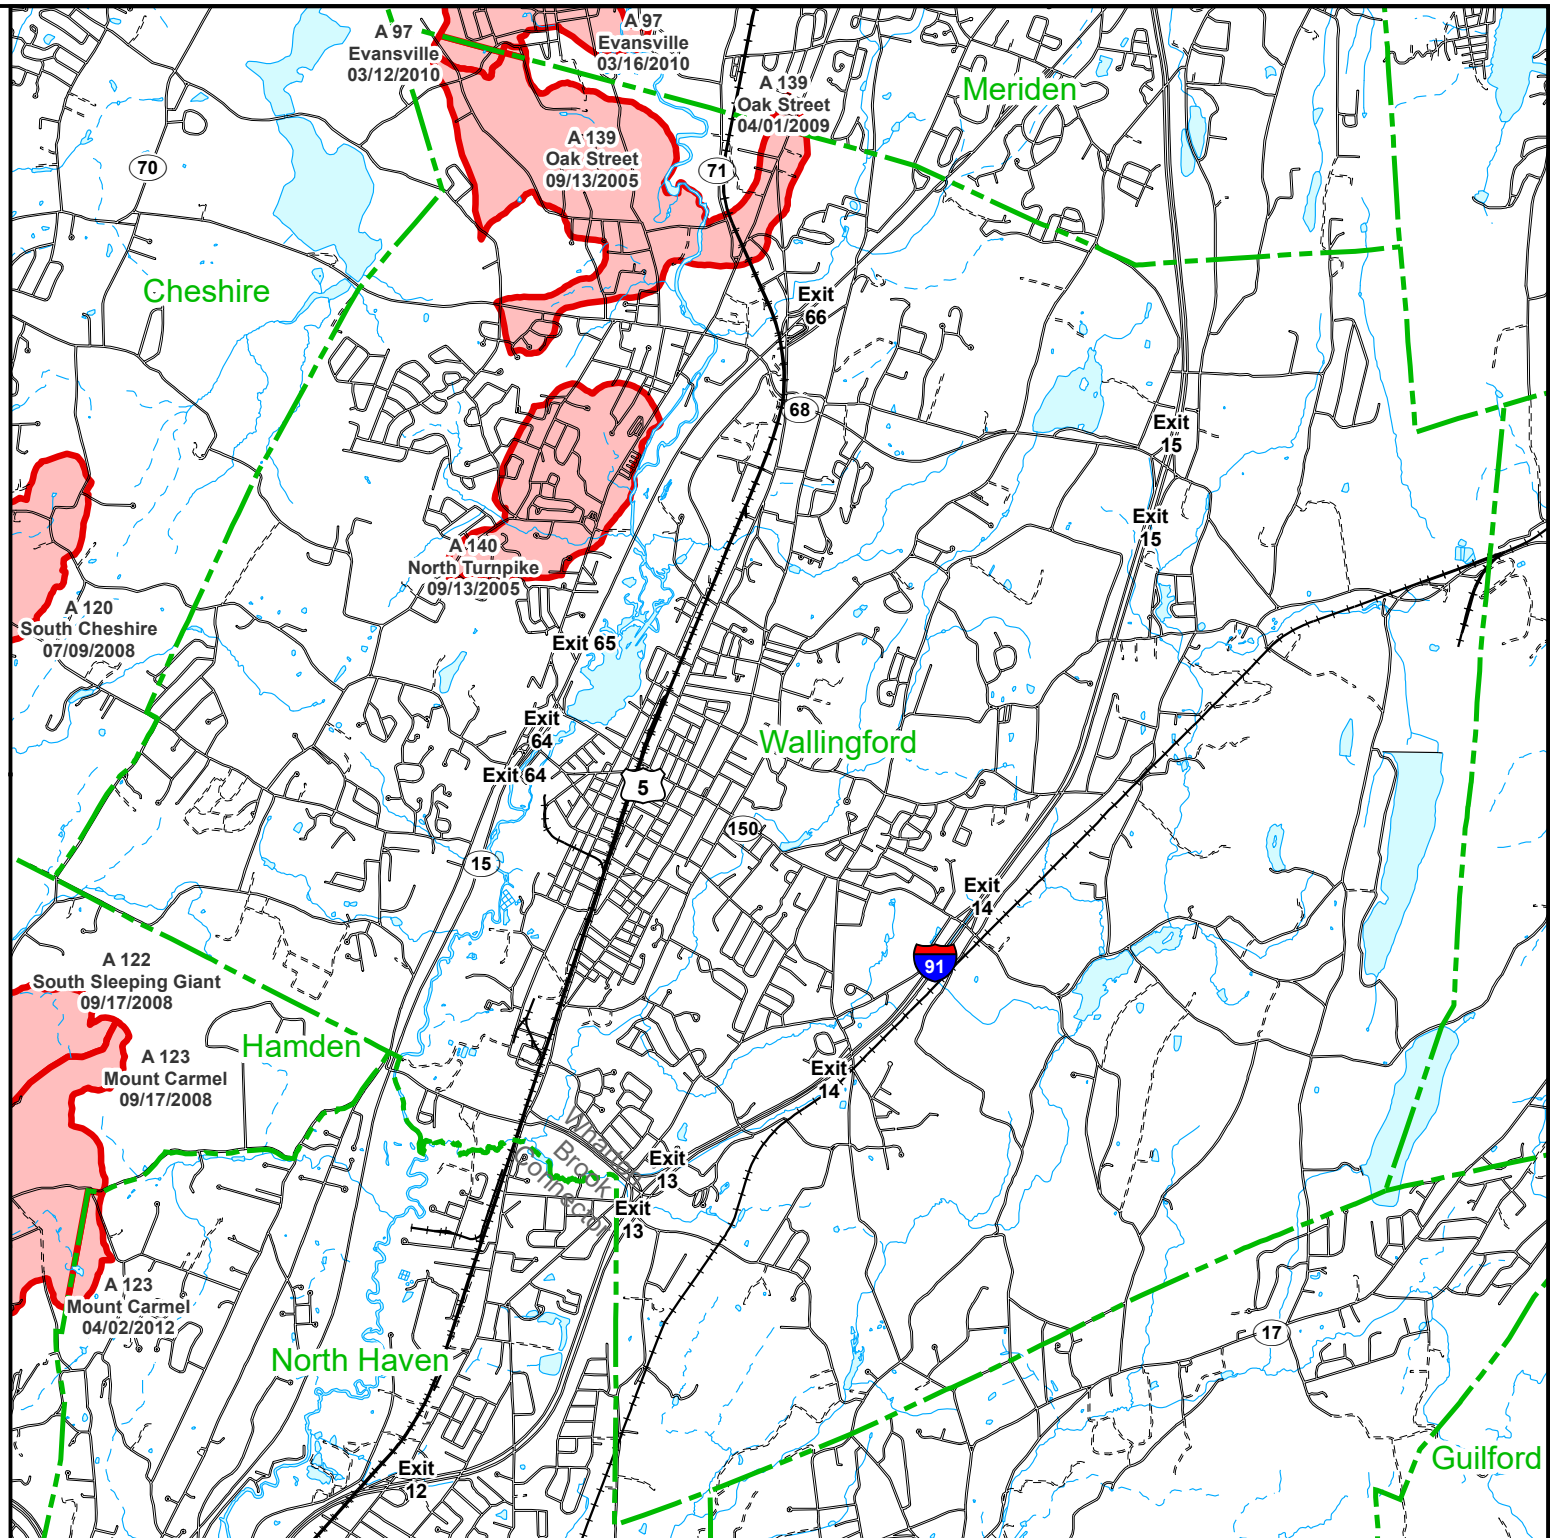 A 97
Evansville
03/12/2010
A 97
Evansville
03/16/2010
A 139
Oak Street
04/01/2009
Meriden
A 139
Oak Street
09/13/2005
70
71
Cheshire
Exit
66
68
Exit
15
Exit
15
A 140
North Turnpike
09/13/2005
A 120
South Cheshire
07/09/2008
Exit 65
Exit
64
Exit 64
Wallingford
5
150
15
Exit
14
91
A 122
South Sleeping Giant
09/17/2008
Hamden
A 123
Mount Carmel
09/17/2008
Exit
14
Wharton
Brook
Connector
Exit
13
Exit
13
A 123
Mount Carmel
04/02/2012
17
North Haven
Guilford
Exit
12